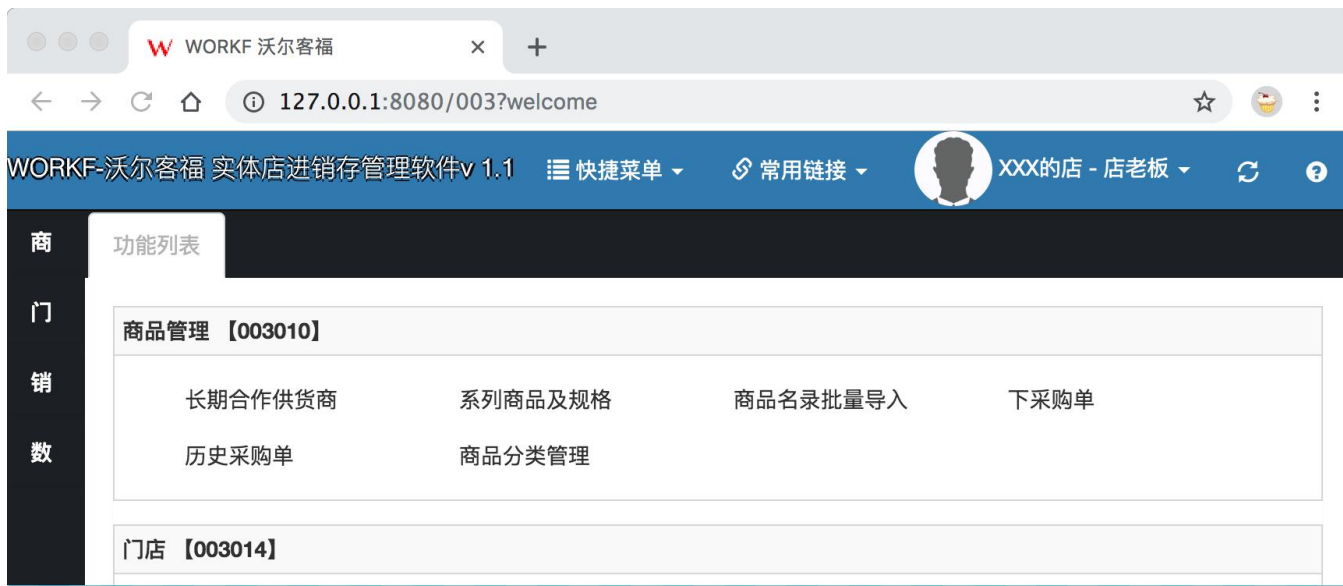 WORKF 沃尔客福
127.0.0.1:8080/003?welcome
WORKF-沃尔客福 实体店进销存管理软件v 1.1 快捷菜单 常用链接 XXX的店 - 店老板
商 功能列表
门
商品管理 【003010】
销
长期合作供货商 系列商品及规格 商品名录批量导入 下采购单
数
历史采购单 商品分类管理
门店 【003014】